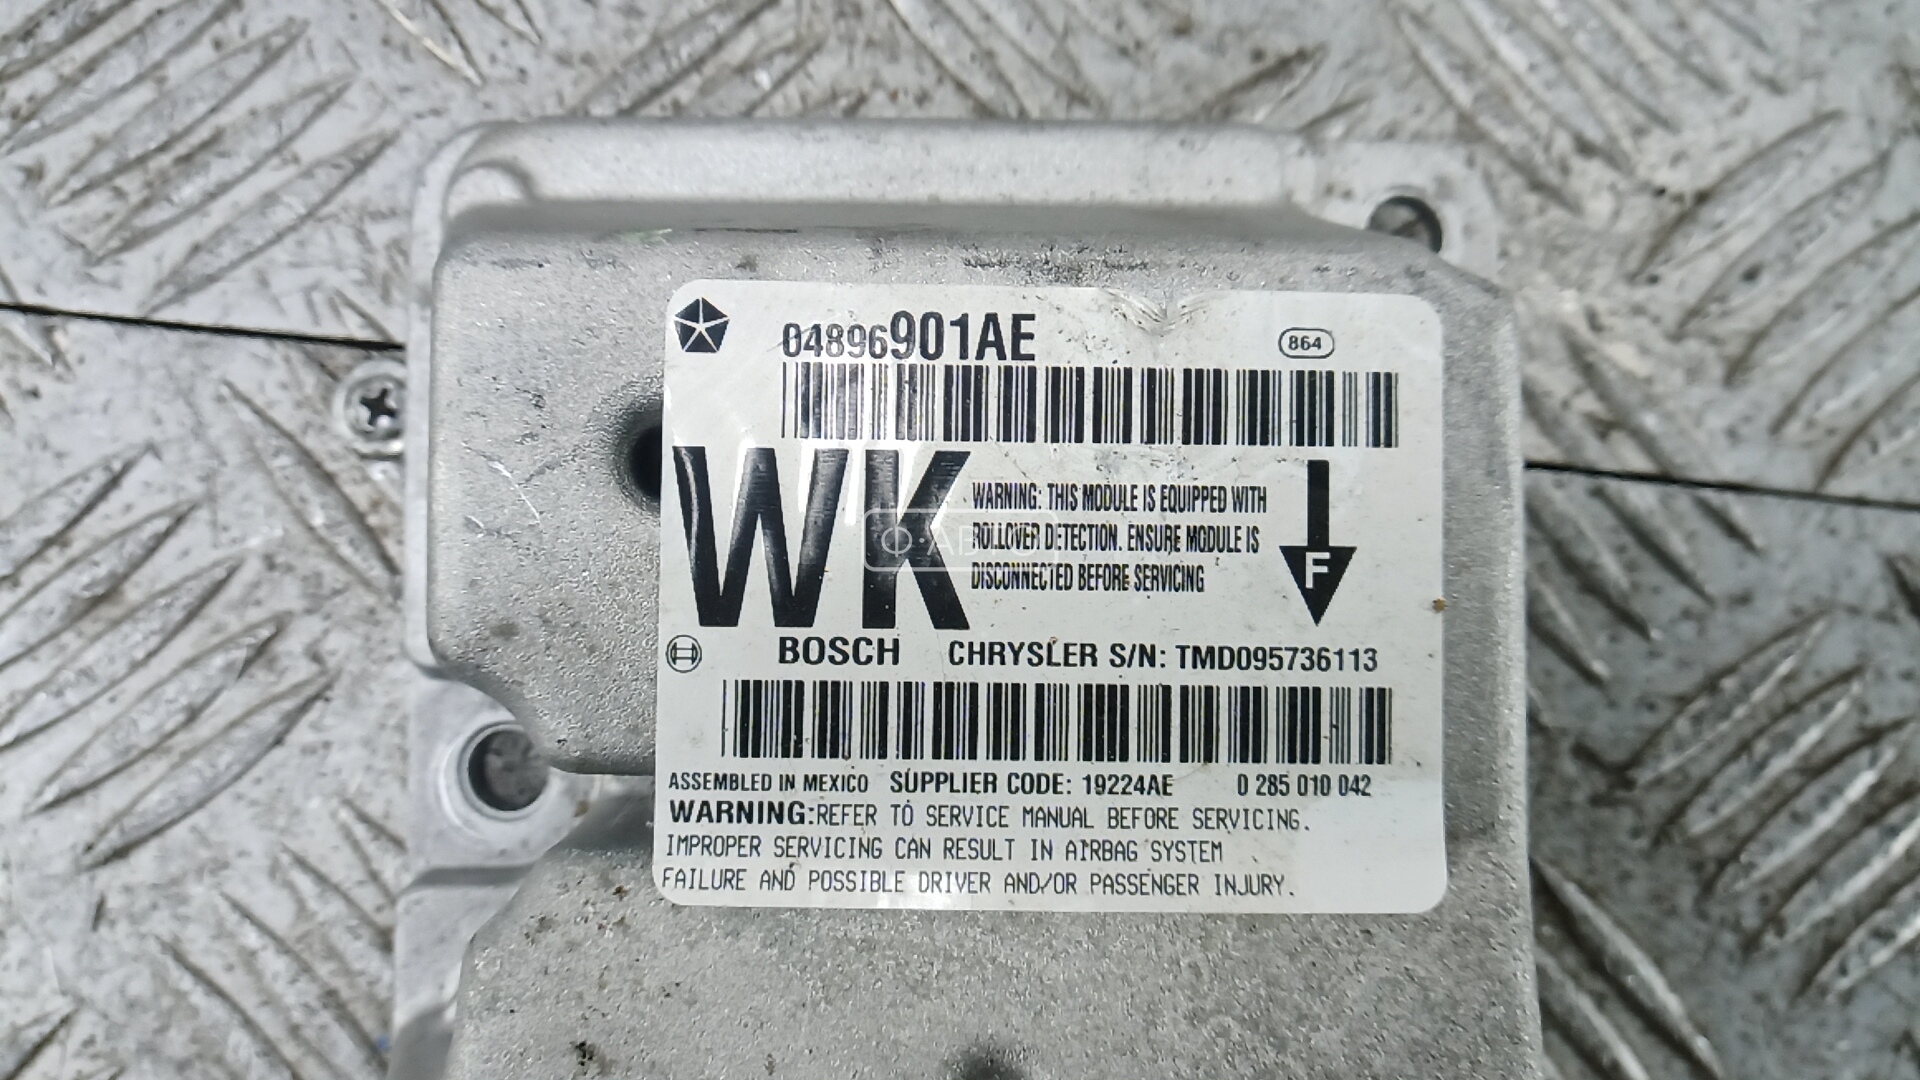 04896901AE
864
WK
WARNING: THIS MODULE IS EQUIPPED WITH
ROLLOVER DETECTION. ENSURE MODULE IS
DISCONNECTED BEFORE SERVICING
F
О·АВТО
BOSCH CHRYSLER S/N: TMD095736113
ASSEMBLED IN MEXICO SUPPLIER CODE: 19224AE 0 285 010 042
WARNING:REFER TO SERVICE MANUAL BEFORE SERVICING.
IMPROPER SERVICING CAN RESULT IN AIRBAG SYSTEM
FAILURE AND POSSIBLE DRIVER AND/OR PASSENGER INJURY.